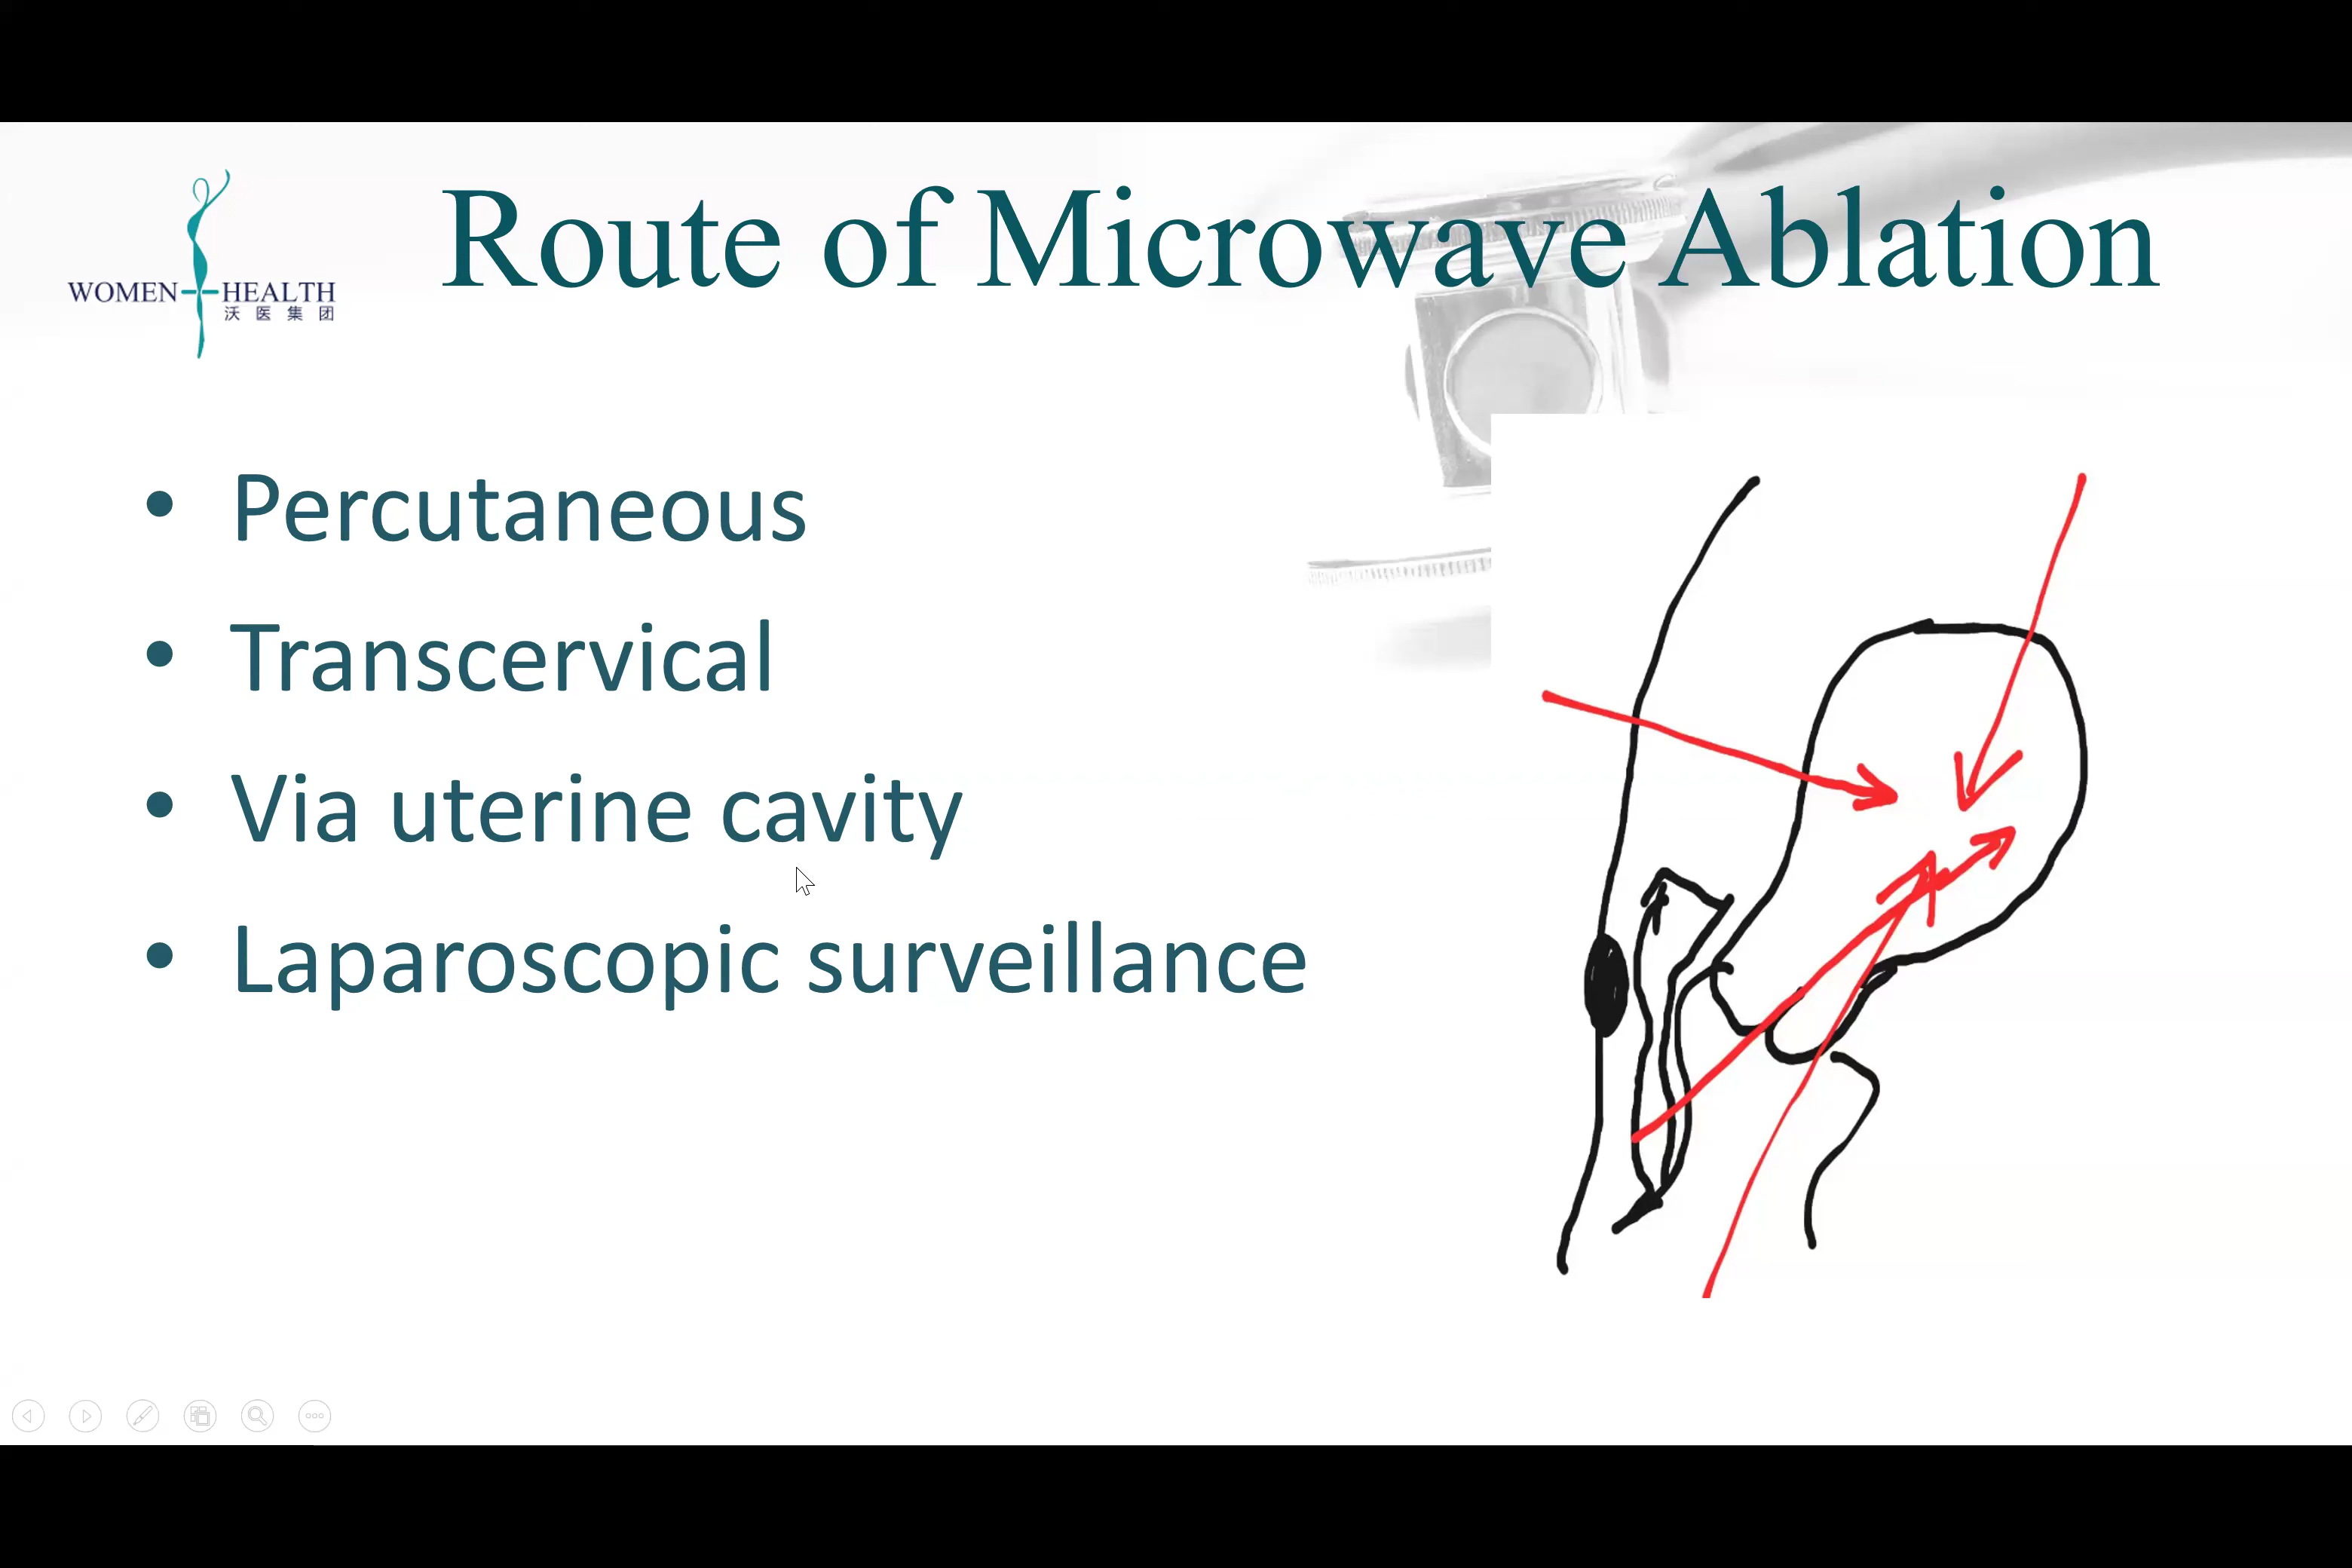 Route of Microwave Ablation
WOMEN HEALTH
沃医集团
• Percutaneous
• Transcervical
• Via uterine cavity
• Laparoscopic surveillance